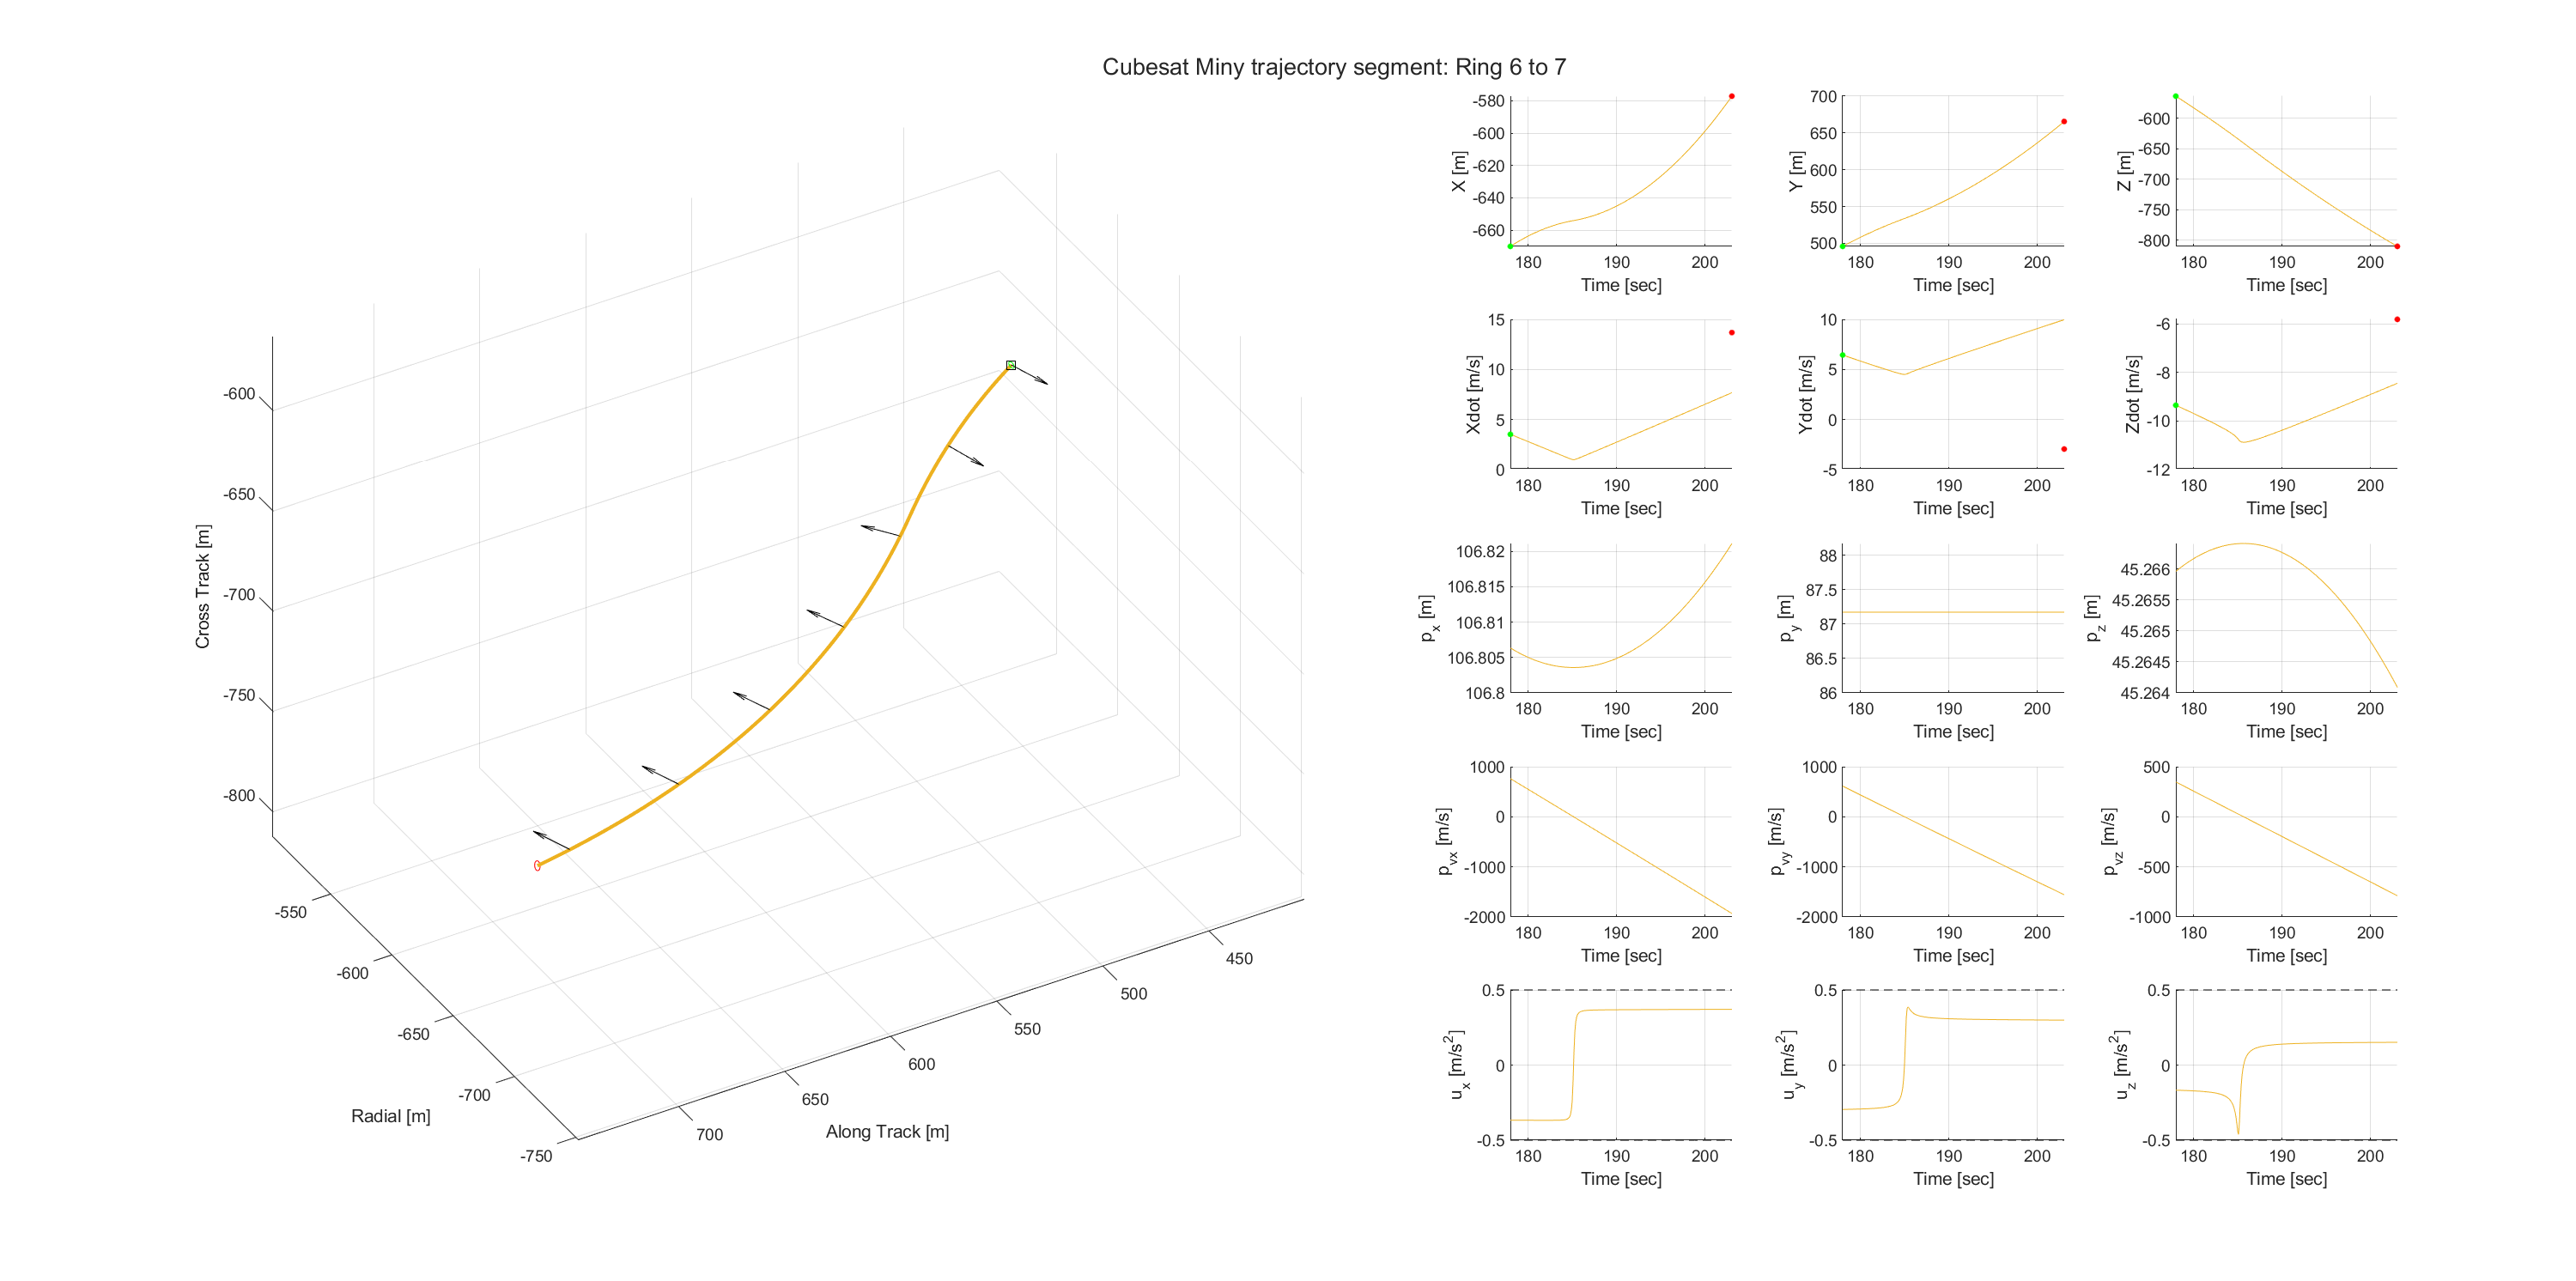 Cubesat Miny trajectory segment: Ring 6 to 7
-600
-650
-700
-750
-800
Cross Track [m]
-550
-600
-650
-700
-750
Radial [m]
700
650
600
550
500
450
Along Track [m]
-580
-600
-620
-640
-660
X [m]
180 190 200
Time [sec]
700
650
600
550
500
Y [m]
180 190 200
Time [sec]
-600
-650
-700
-750
-800
Z [m]
180 190 200
Time [sec]
15
10
5
0
Xdot [m/s]
180 190 200
Time [sec]
10
5
0
-5
Ydot [m/s]
180 190 200
Time [sec]
-6
-8
-10
-12
Zdot [m/s]
180 190 200
Time [sec]
106.82
106.815
106.81
106.805
106.8
p_x [m]
180 190 200
Time [sec]
88
87.5
87
86.5
86
p_y [m]
180 190 200
Time [sec]
45.266
45.2655
45.265
45.2645
45.264
p_z [m]
180 190 200
Time [sec]
1000
0
-1000
-2000
p_vx [m/s]
180 190 200
Time [sec]
1000
0
-1000
-2000
p_vy [m/s]
180 190 200
Time [sec]
500
0
-500
-1000
p_vz [m/s]
180 190 200
Time [sec]
0.5
0
-0.5
u_x [m/s²]
180 190 200
Time [sec]
0.5
0
-0.5
u_y [m/s²]
180 190 200
Time [sec]
0.5
0
-0.5
u_z [m/s²]
180 190 200
Time [sec]